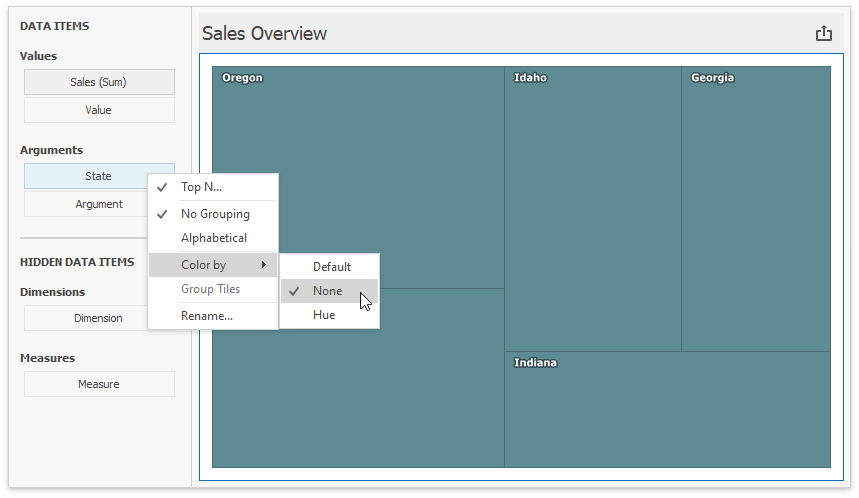 DATA ITEMS
Values
Sales (Sum)
Value
Arguments
State
Argument
HIDDEN DATA ITEMS
Dimensions
Dimension
Measures
Measure
Top N...
No Grouping
Alphabetical
Color by
Group Tiles
Rename...
Default
None
Hue
Sales Overview
Oregon
Idaho
Georgia
Indiana